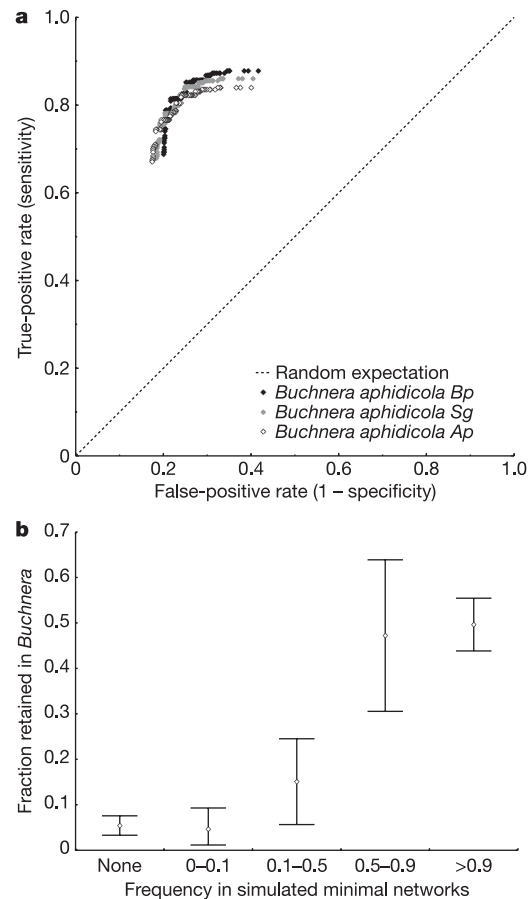 a
1.0
0.8
0.6
0.4
0.2
0
True-positive rate (sensitivity)
Random expectation
Buchnera aphidicola Bp
Buchnera aphidicola Sg
Buchnera aphidicola Ap
0 0.2 0.4 0.6 0.8 1.0
False-positive rate (1 – specificity)
b
0.7
0.6
0.5
0.4
0.3
0.2
0.1
0
Fraction retained in Buchnera
None 0–0.1 0.1–0.5 0.5–0.9 >0.9
Frequency in simulated minimal networks